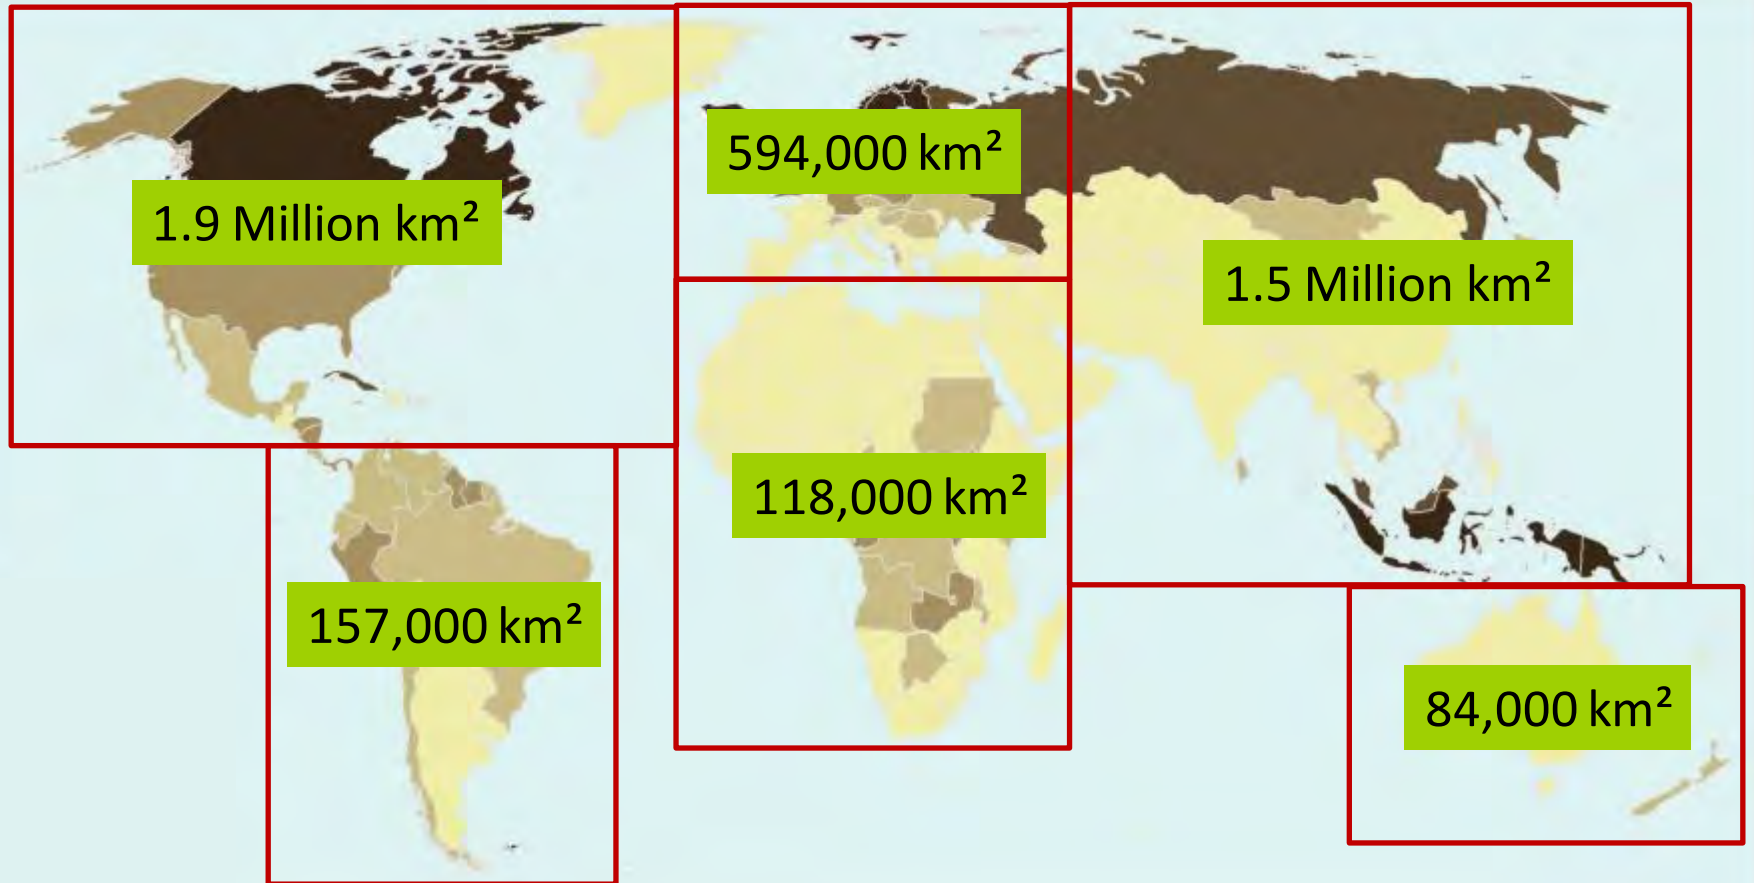 594,000 km²
1.9 Million km²
1.5 Million km²
118,000 km²
157,000 km²
84,000 km²